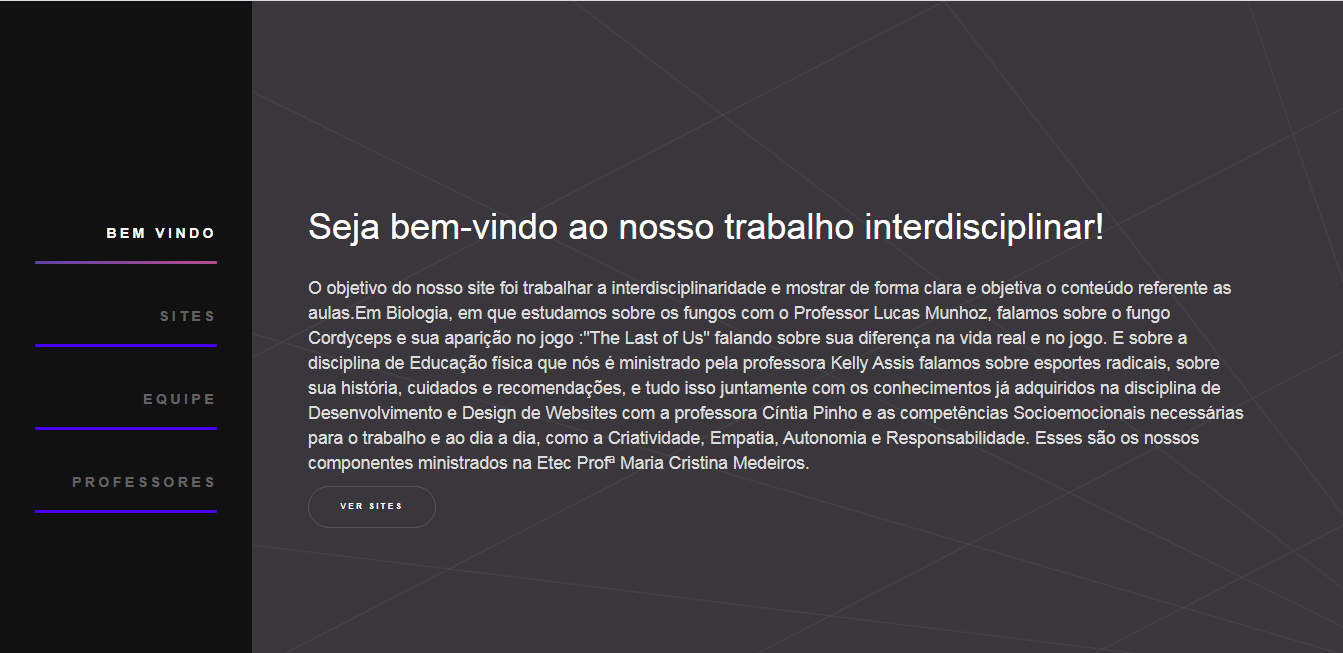 BEM VINDO
SITES
EQUIPE
PROFESSORES
Seja bem-vindo ao nosso trabalho interdisciplinar!
O objetivo do nosso site foi trabalhar a interdisciplinaridade e mostrar de forma clara e objetiva o conteúdo referente as
aulas.Em Biologia, em que estudamos sobre os fungos com o Professor Lucas Munhoz, falamos sobre o fungo
Cordyceps e sua aparição no jogo :"The Last of Us" falando sobre sua diferença na vida real e no jogo. E sobre a
disciplina de Educação física que nós é ministrado pela professora Kelly Assis falamos sobre esportes radicais, sobre
sua história, cuidados e recomendações, e tudo isso juntamente com os conhecimentos já adquiridos na disciplina de
Desenvolvimento e Design de Websites com a professora Cíntia Pinho e as competências Socioemocionais necessárias
para o trabalho e ao dia a dia, como a Criatividade, Empatia, Autonomia e Responsabilidade. Esses são os nossos
componentes ministrados na Etec Profª Maria Cristina Medeiros.
VER SITES